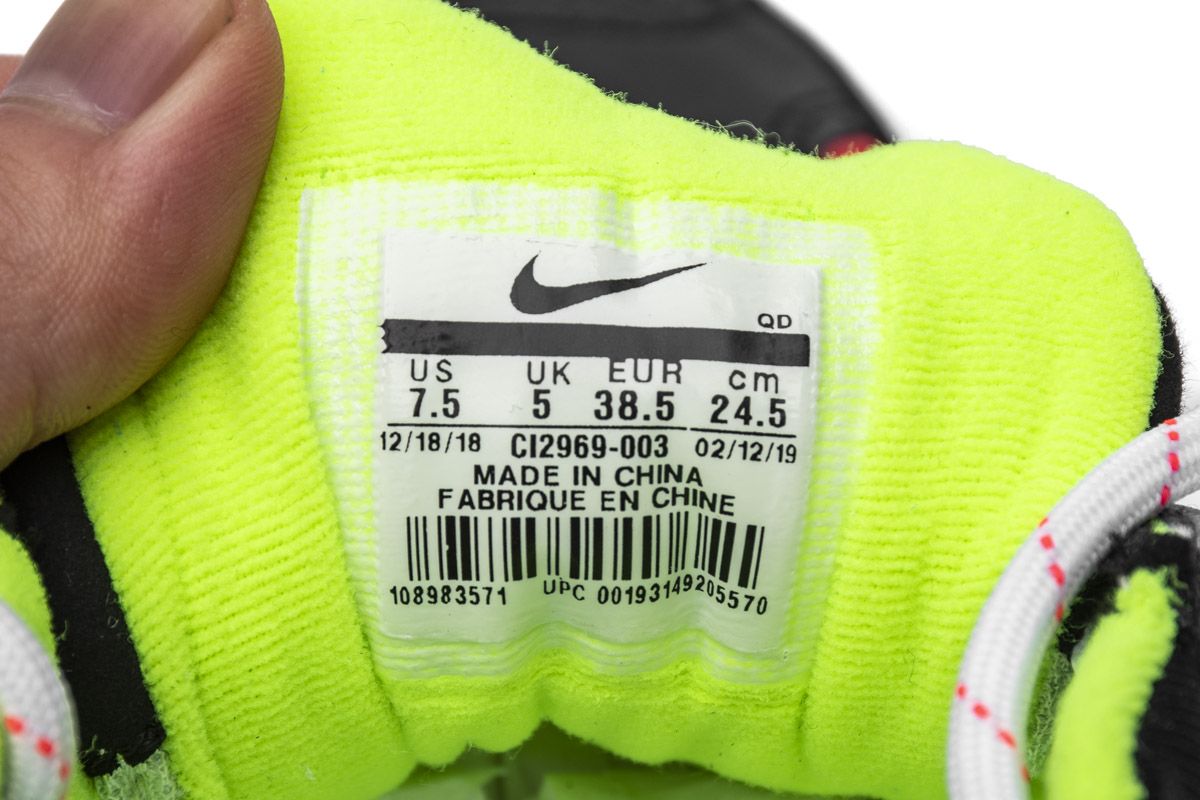 QD
US UK EUR cm
7.5 5 38.5 24.5
12/18/18 CI2969-003 02/12/19
MADE IN CHINA
FABRIQUE EN CHINE
108983571 UPC 00193149205570